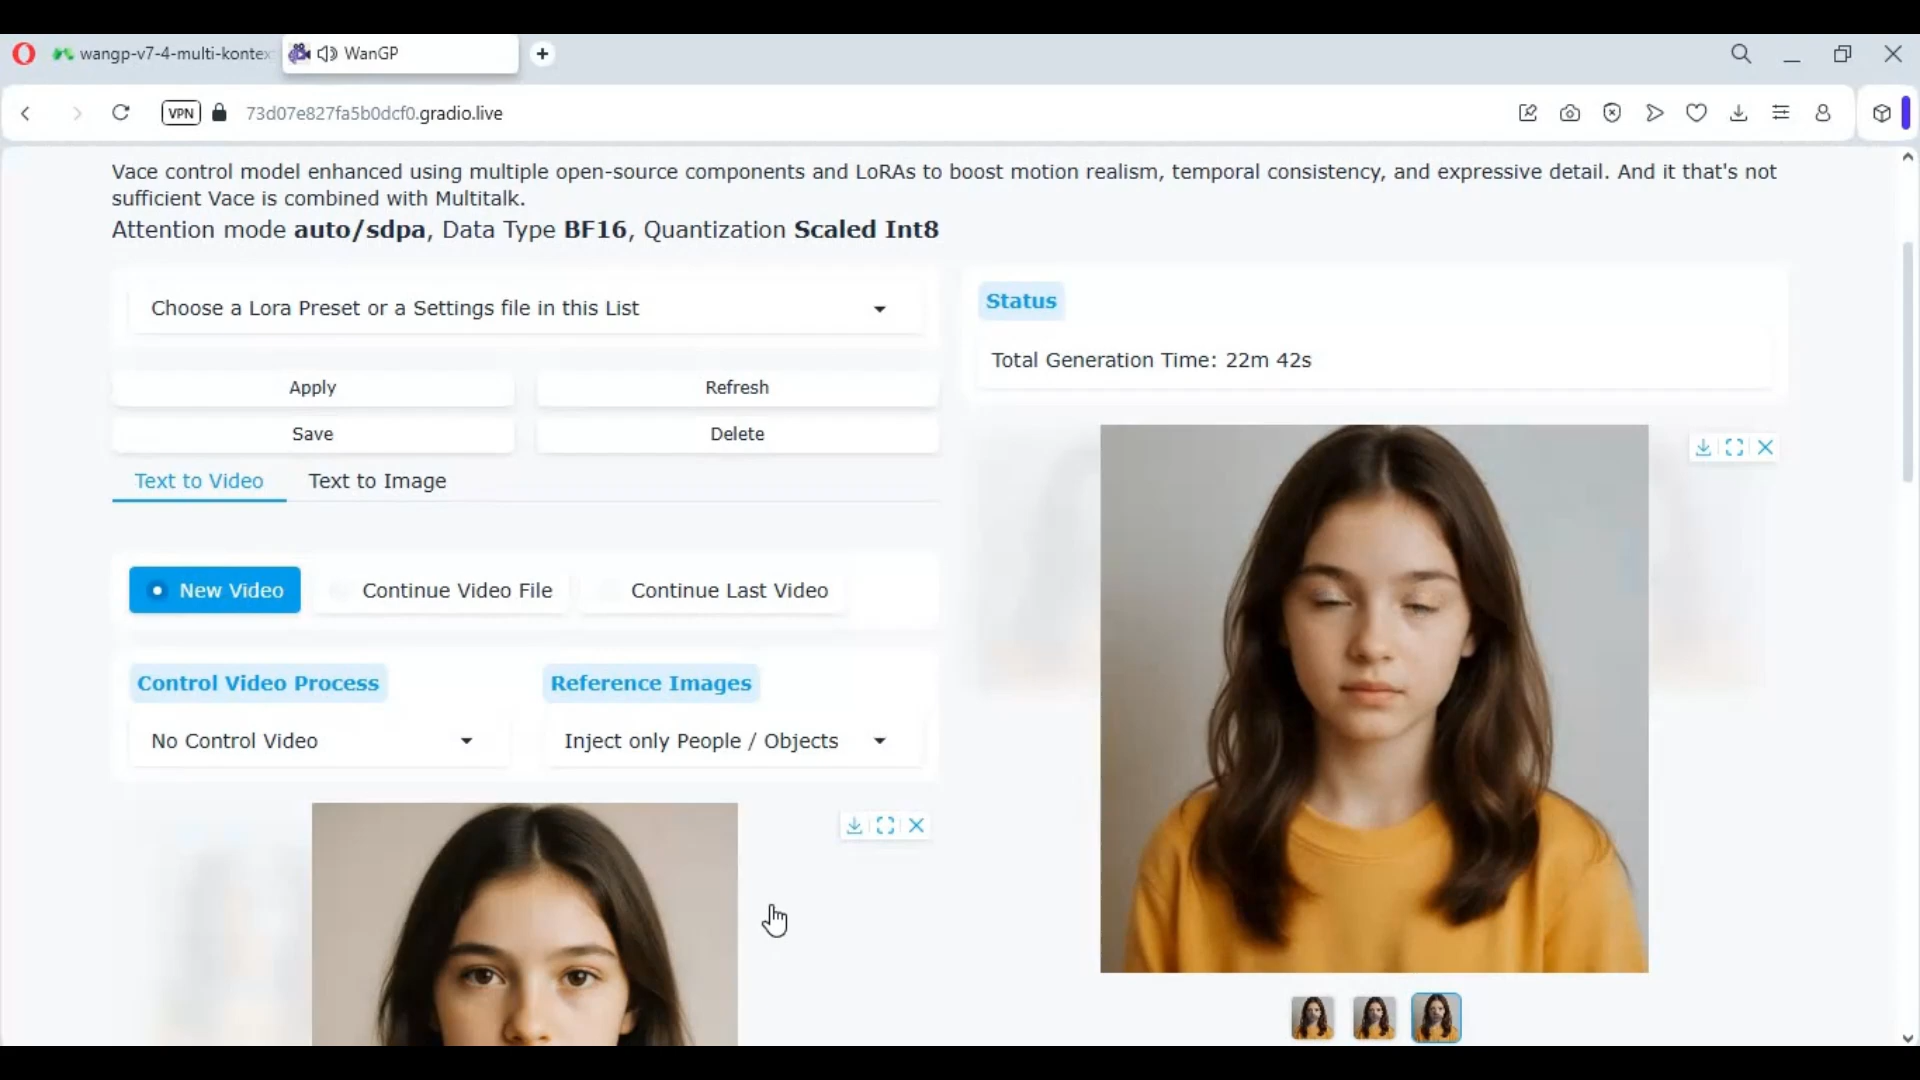 wangp-v7-4-multi-kontex
WanGP
VPN
73d07e827fa5b0dcf0.gradio.live
Vace control model enhanced using multiple open-source components and LoRAs to boost motion realism, temporal consistency, and expressive detail. And it that's not
sufficient Vace is combined with Multitalk.
Attention mode auto/sdpa, Data Type BF16, Quantization Scaled Int8
Choose a Lora Preset or a Settings file in this List
Status
Total Generation Time: 22m 42s
Apply
Refresh
Save
Delete
Text to Video
Text to Image
New Video
Continue Video File
Continue Last Video
Control Video Process
Reference Images
No Control Video
Inject only People / Objects